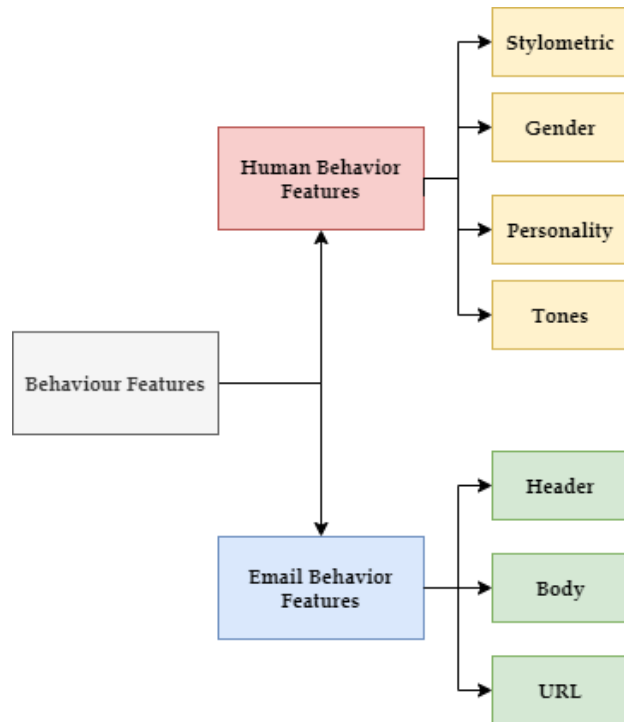 Stylometric
Gender
Human Behavior
Features
Personality
Tones
Behaviour Features
Header
Email Behavior
Features
Body
URL